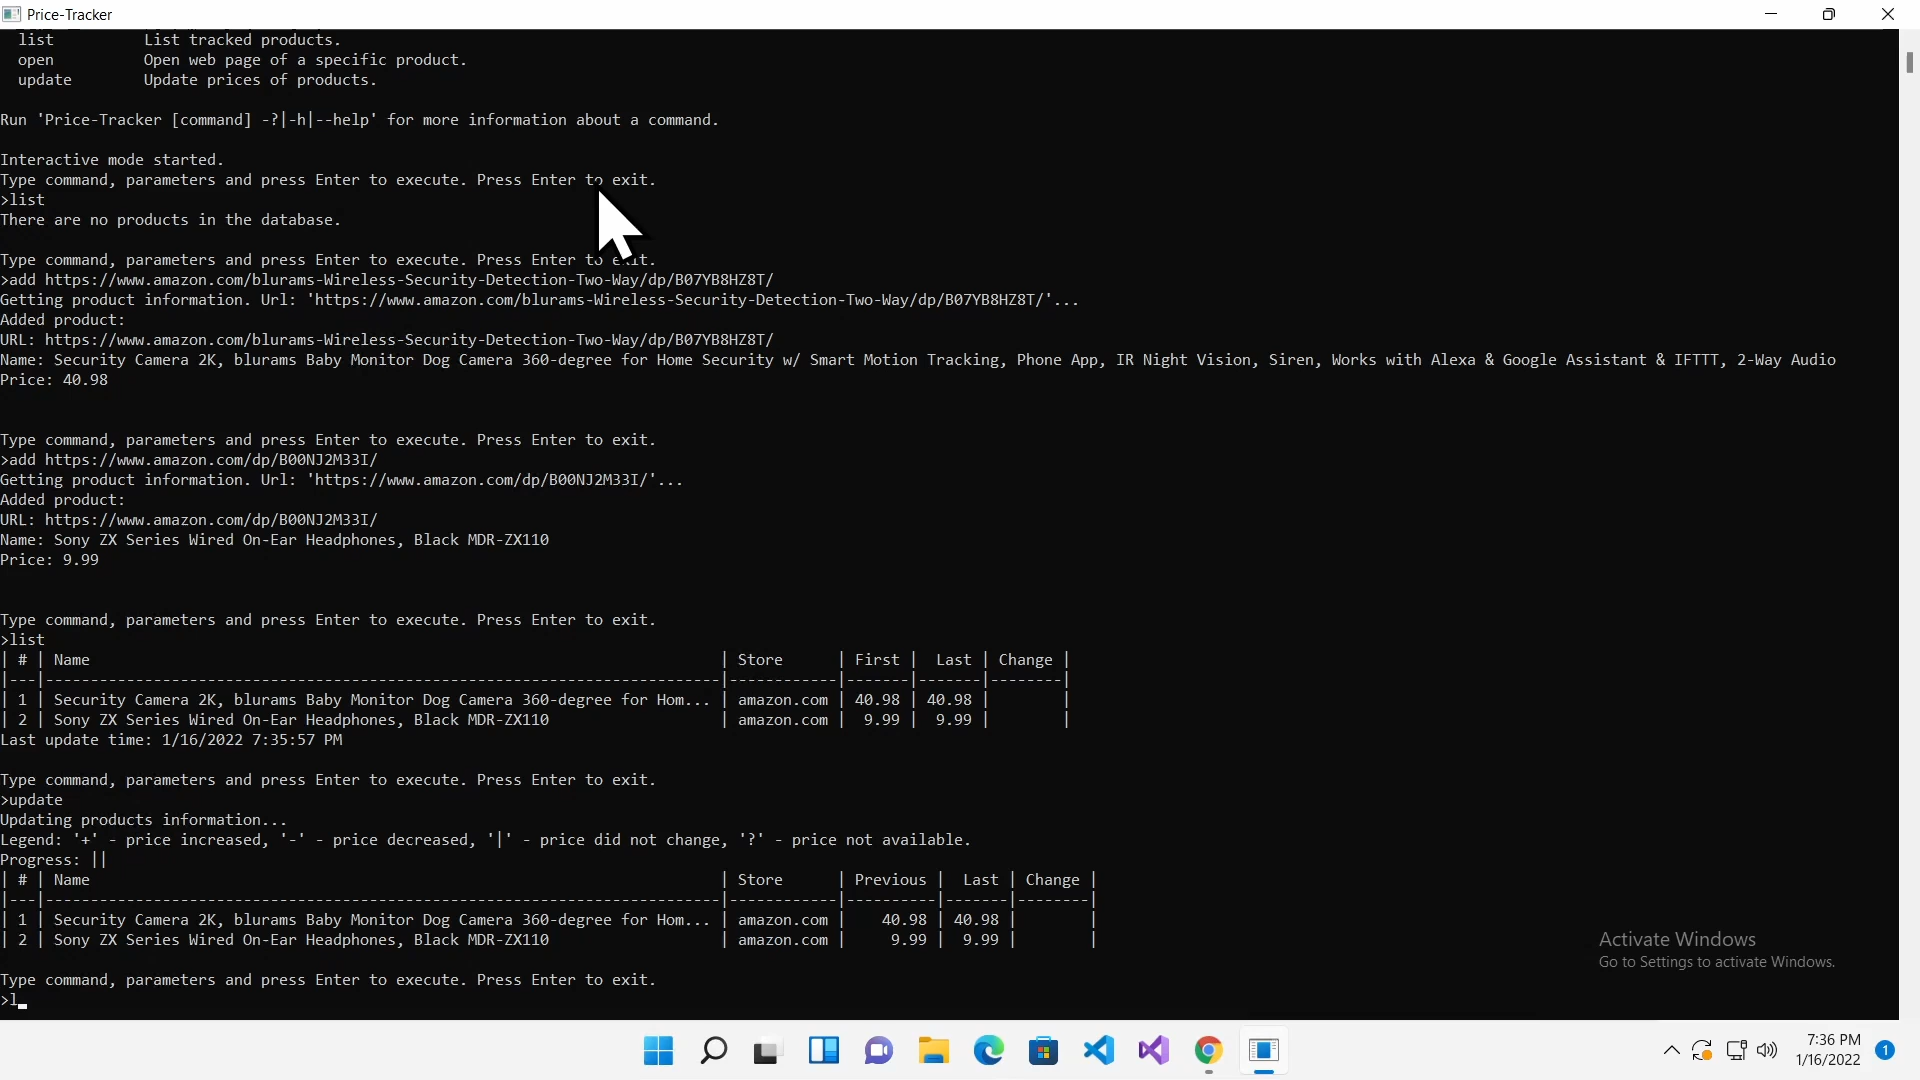 Price-Tracker
list          List tracked products.
open          Open web page of a specific product.
update        Update prices of products.
Run 'Price-Tracker [command] -?|-h|--help' for more information about a command.
Interactive mode started.
Type command, parameters and press Enter to execute. Press Enter to exit.
>list
There are no products in the database.
Type command, parameters and press Enter to execute. Press Enter to exit.
>add https://www.amazon.com/blurams-Wireless-Security-Detection-Two-Way/dp/B07YB8HZ8T/
Getting product information. Url: 'https://www.amazon.com/blurams-Wireless-Security-Detection-Two-Way/dp/B07YB8HZ8T/'...
Added product:
URL: https://www.amazon.com/blurams-Wireless-Security-Detection-Two-Way/dp/B07YB8HZ8T/
Name: Security Camera 2K, blurams Baby Monitor Dog Camera 360-degree for Home Security w/ Smart Motion Tracking, Phone App, IR Night Vision, Siren, Works with Alexa & Google Assistant & IFTTT, 2-Way Audio
Price: 40.98
Type command, parameters and press Enter to execute. Press Enter to exit.
>add https://www.amazon.com/dp/B00NJ2M33I/
Getting product information. Url: 'https://www.amazon.com/dp/B00NJ2M33I/'...
Added product:
URL: https://www.amazon.com/dp/B00NJ2M33I/
Name: Sony ZX Series Wired On-Ear Headphones, Black MDR-ZX110
Price: 9.99
Type command, parameters and press Enter to execute. Press Enter to exit.
>list
| # | Name | Store | First | Last | Change |
| 1 | Security Camera 2K, blurams Baby Monitor Dog Camera 360-degree for Hom... | amazon.com | 40.98 | 40.98 | |
| 2 | Sony ZX Series Wired On-Ear Headphones, Black MDR-ZX110 | amazon.com | 9.99 | 9.99 | |
Last update time: 1/16/2022 7:35:57 PM
Type command, parameters and press Enter to execute. Press Enter to exit.
>update
Updating products information...
Legend: '+' - price increased, '-' - price decreased, '|' - price did not change, '?' - price not available.
Progress: ||
| # | Name | Store | Previous | Last | Change |
| 1 | Security Camera 2K, blurams Baby Monitor Dog Camera 360-degree for Hom... | amazon.com | 40.98 | 40.98 | |
| 2 | Sony ZX Series Wired On-Ear Headphones, Black MDR-ZX110 | amazon.com | 9.99 | 9.99 | |
Type command, parameters and press Enter to execute. Press Enter to exit.
>l_
Activate Windows
Go to Settings to activate Windows.
7:36 PM
1/16/2022
1